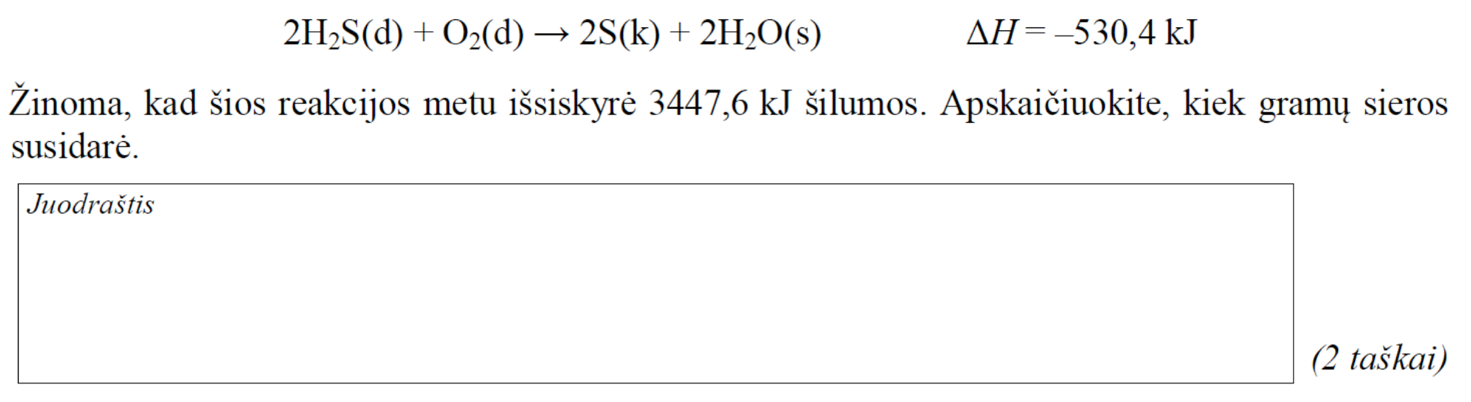 2H₂S(d) + O₂(d) → 2S(k) + 2H₂O(s) ΔH = –530,4 kJ
Žinoma, kad šios reakcijos metu išsiskyrė 3447,6 kJ šilumos. Apskaičiuokite, kiek gramų sieros
susidarė.
Juodraštis
(2 taškai)